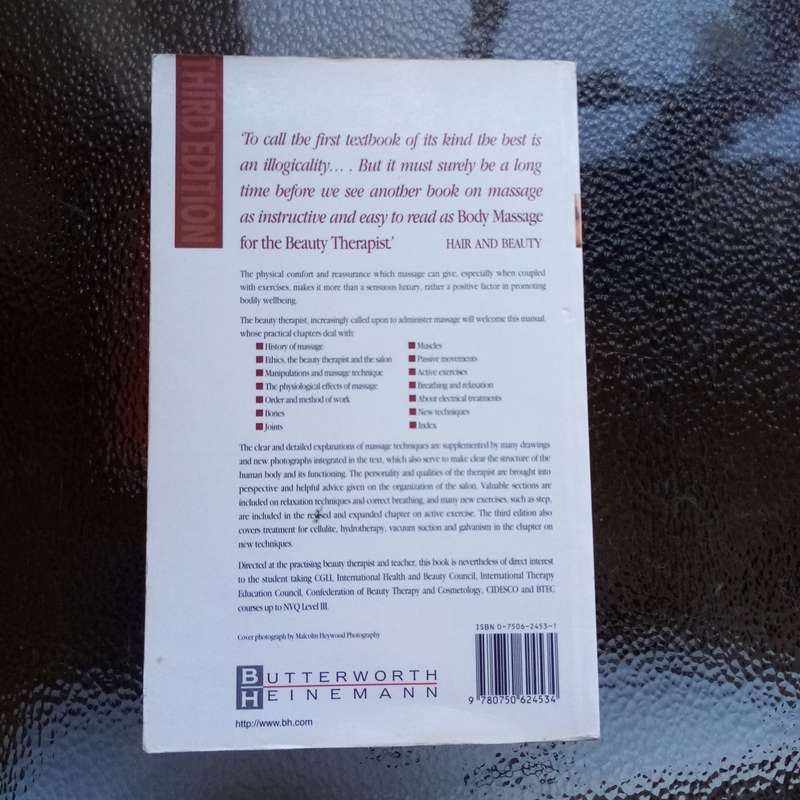 THIRD EDITION
‘To call the first textbook of its kind the best is
an illogicality... . But it must surely be a long
time before we see another book on massage
as instructive and easy to read as Body Massage
for the Beauty Therapist.’ HAIR AND BEAUTY
The physical comfort and reassurance which massage can give, especially when coupled
with exercises, makes it more than a sensuous luxury, rather a positive factor in promoting
bodily wellbeing.
The beauty therapist, increasingly called upon to administer massage will welcome this manual,
whose practical chapters deal with:
■ History of massage
■ Ethics, the beauty therapist and the salon
■ Manipulations and massage technique
■ The physiological effects of massage
■ Order and method of work
■ Bones
■ Joints
■ Muscles
■ Passive movements
■ Active exercises
■ Breathing and relaxation
■ About electrical treatments
■ New techniques
■ Index
The clear and detailed explanations of massage techniques are supplemented by many drawings
and new photographs integrated in the text, which also serve to make clear the structure of the
human body and its functioning. The personality and qualities of the therapist are brought into
perspective and helpful advice given on the organization of the salon. Valuable sections are
included on relaxation techniques and correct breathing, and many new exercises, such as step,
are included in the revised and expanded chapter on active exercise. The third edition also
covers treatment for cellulite, hydrotherapy, vacuum suction and galvanism in the chapter on
new techniques.
Directed at the practising beauty therapist and teacher, this book is nevertheless of direct interest
to the student taking CGLI, International Health and Beauty Council, International Therapy
Education Council, Confederation of Beauty Therapy and Cosmetology, CIDESCO and BTEC
courses up to NVQ Level III.
Cover photograph by Malcolm Heywood Photography
ISBN 0-7506-2453-1
9 780750 624534
BUTTERWORTH
HEINEMANN
http://www.bh.com